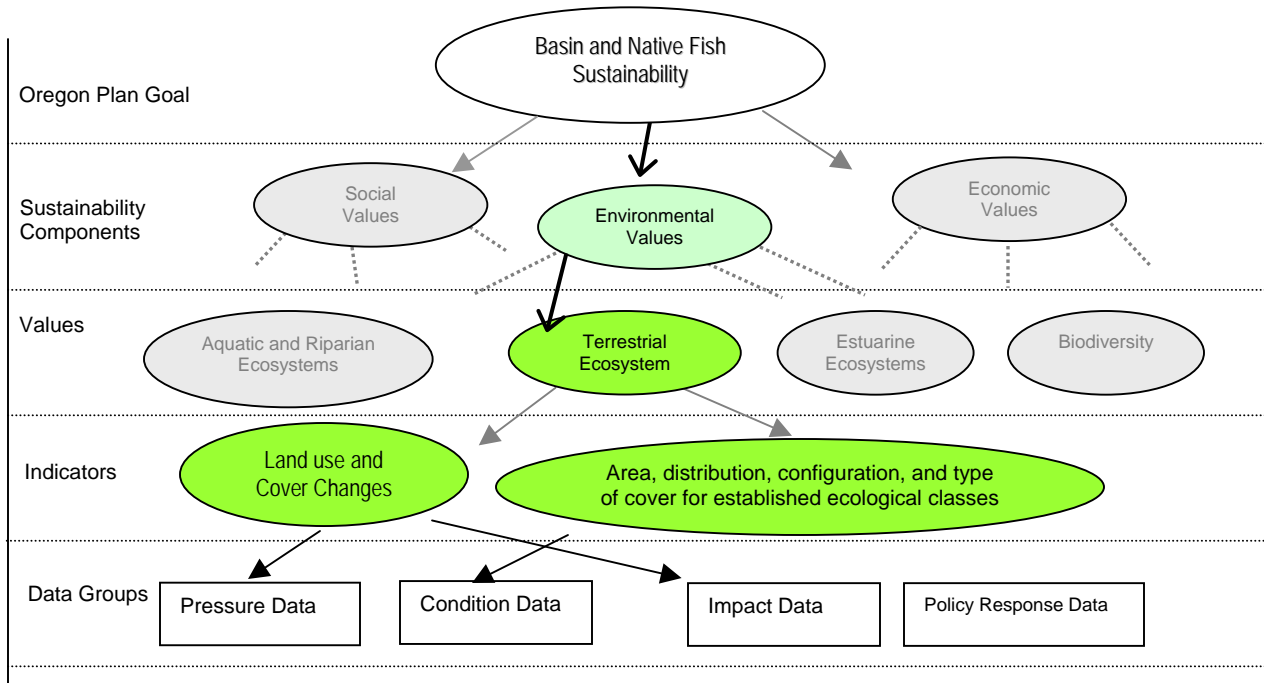 Basin and Native Fish
Sustainability
Oregon Plan Goal
Social
Values
Economic
Values
Sustainability
Components
Environmental
Values
Values
Aquatic and Riparian
Ecosystems
Terrestrial
Ecosystem
Estuarine
Ecosystems
Biodiversity
Indicators
Land use and
Cover Changes
Area, distribution, configuration, and type
of cover for established ecological classes
Data Groups
Pressure Data
Condition Data
Impact Data
Policy Response Data